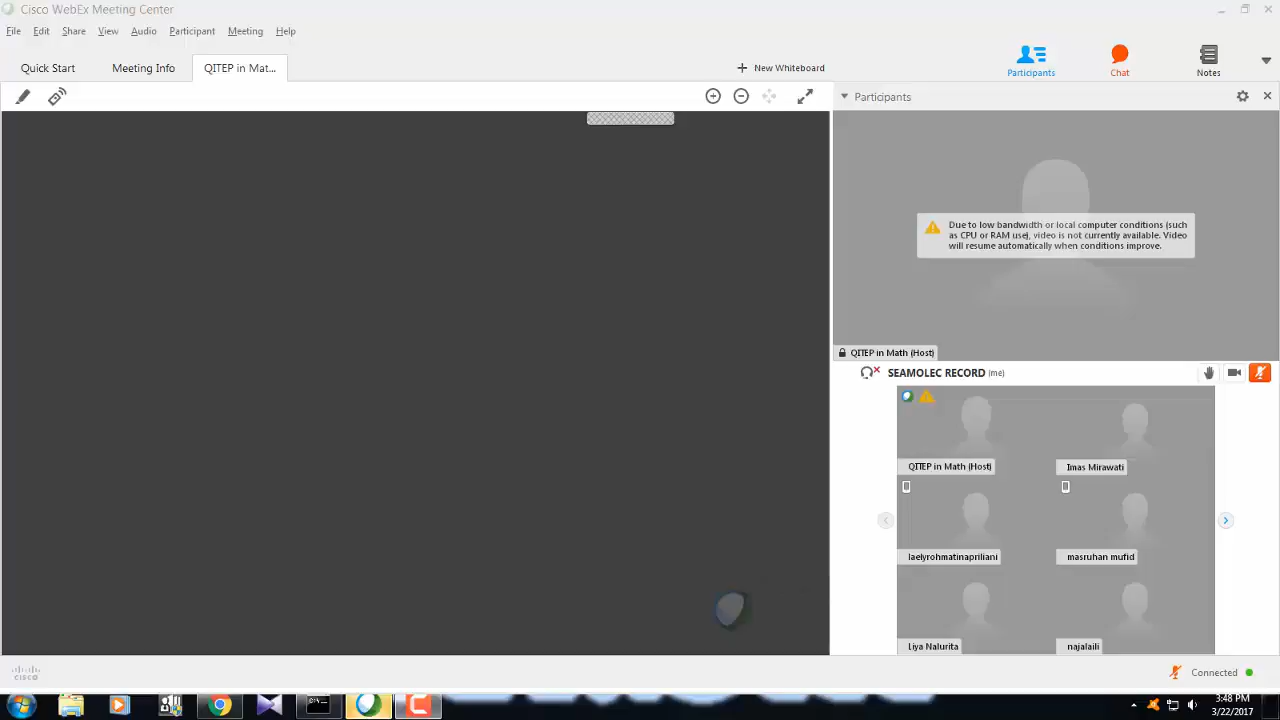 Cisco WebEx Meeting Center
File Edit Share View Audio Participant Meeting Help
Quick Start Meeting Info QITEP in Mat... New Whiteboard Participants Chat Notes
Participants
Due to low bandwidth or local computer conditions (such
as CPU or RAM use), video is not currently available. Video
will resume automatically when conditions improve.
QITEP in Math (Host)
SEAMOLEC RECORD (me)
QITEP in Math (Host) Imas Mirawati
laelyrohmatinapriliani masruhan mufid
Liya Nalurita najalaili
cisco Connected
3:48 PM
3/22/2017